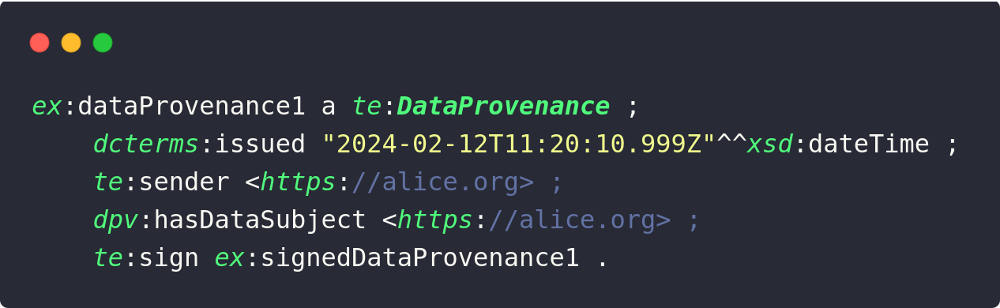 ex:dataProvenance1 a te:DataProvenance ;
    dcterms:issued "2024-02-12T11:20:10.999Z"^^xsd:dateTime ;
    te:sender <https://alice.org> ;
    dpv:hasDataSubject <https://alice.org> ;
    te:sign ex:signedDataProvenance1 .